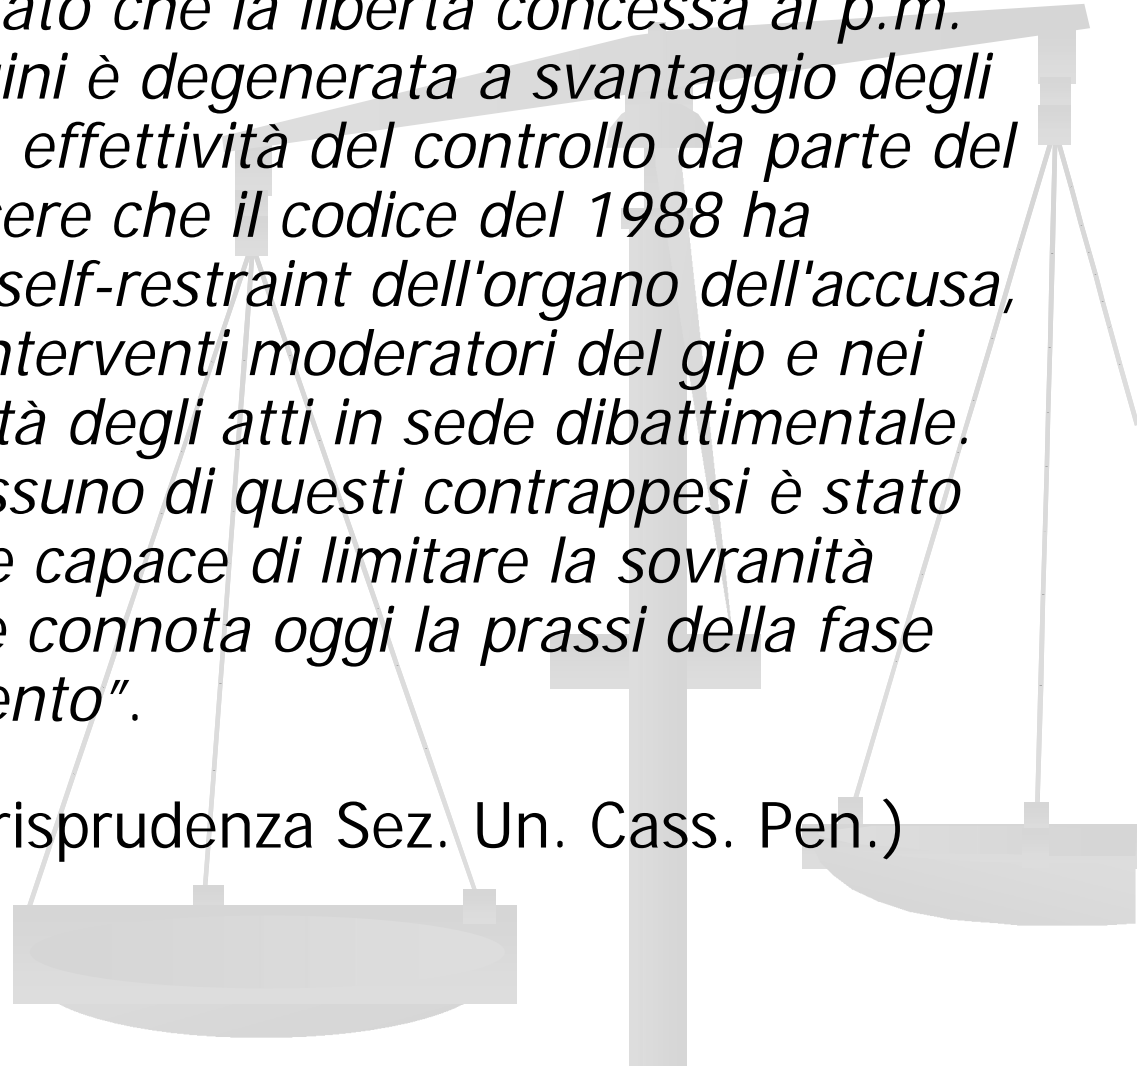 ato che la libertà concessa al p.m.
ini è degenerata a svantaggio degli
effettività del controllo da parte del
sere che il codice del 1988 ha
self-restraint dell'organo dell'accusa,
nterventi moderatori del gip e nei
tà degli atti in sede dibattimentale.
ssuno di questi contrappesi è stato
e capace di limitare la sovranità
e connota oggi la prassi della fase
ento”.
risprudenza Sez. Un. Cass. Pen.)